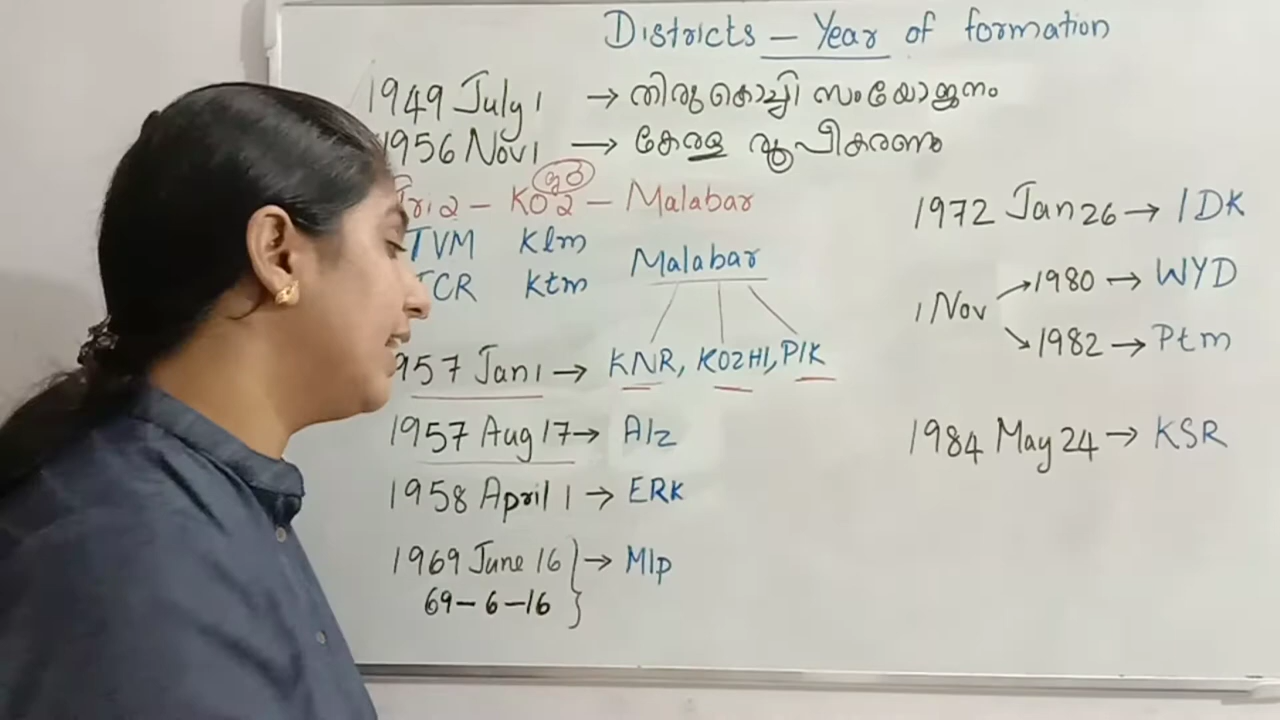 Districts – Year of formation
1949 July 1 → തിരുകൊച്ചി സംയോജനം
1956 Nov 1 → കേരള രൂപീകരണം
Tri 2 – KO 2 – Malabar
TVM Klm
TCR Ktm
Malabar
1957 Jan 1 → KNR, KOZHI, PlK
1957 Aug 17 → Alz
1958 April 1 → ERK
1969 June 16 → Mlp
69–6–16
1972 Jan 26 → IDK
1 Nov
→ 1980 → WYD
→ 1982 → Ptm
1984 May 24 → KSR